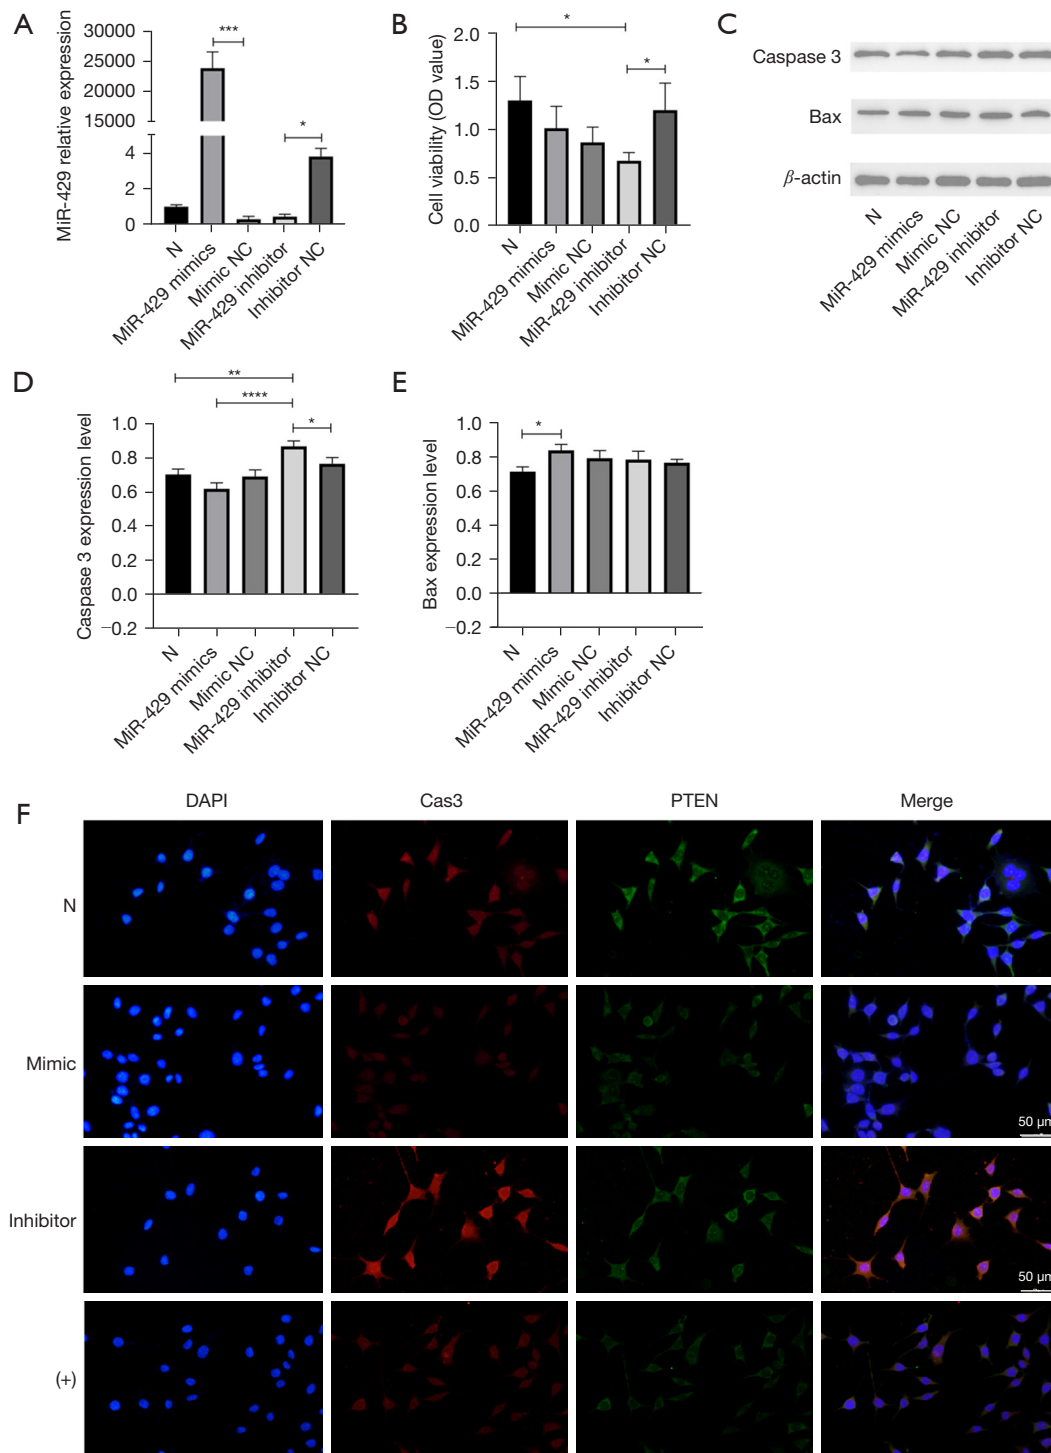 A
MiR-429 relative expression
30000
25000
20000
15000
4
2
0
***
*
N
MiR-429 mimics
Mimic NC
MiR-429 inhibitor
Inhibitor NC
B
Cell viability (OD value)
2.0
1.5
1.0
0.5
0.0
*
*
N
MiR-429 mimics
Mimic NC
MiR-429 inhibitor
Inhibitor NC
C
Caspase 3
Bax
β-actin
N
MiR-429 mimics
Mimic NC
MiR-429 inhibitor
Inhibitor NC
D
Caspase 3 expression level
1.0
0.8
0.6
0.4
0.2
0.0
−0.2
**
****
*
N
MiR-429 mimics
Mimic NC
MiR-429 inhibitor
Inhibitor NC
E
Bax expression level
1.0
0.8
0.6
0.4
0.2
0.0
−0.2
*
N
MiR-429 mimics
Mimic NC
MiR-429 inhibitor
Inhibitor NC
F
DAPI Cas3 PTEN Merge
N
Mimic
50 μm
Inhibitor
50 μm
(+)